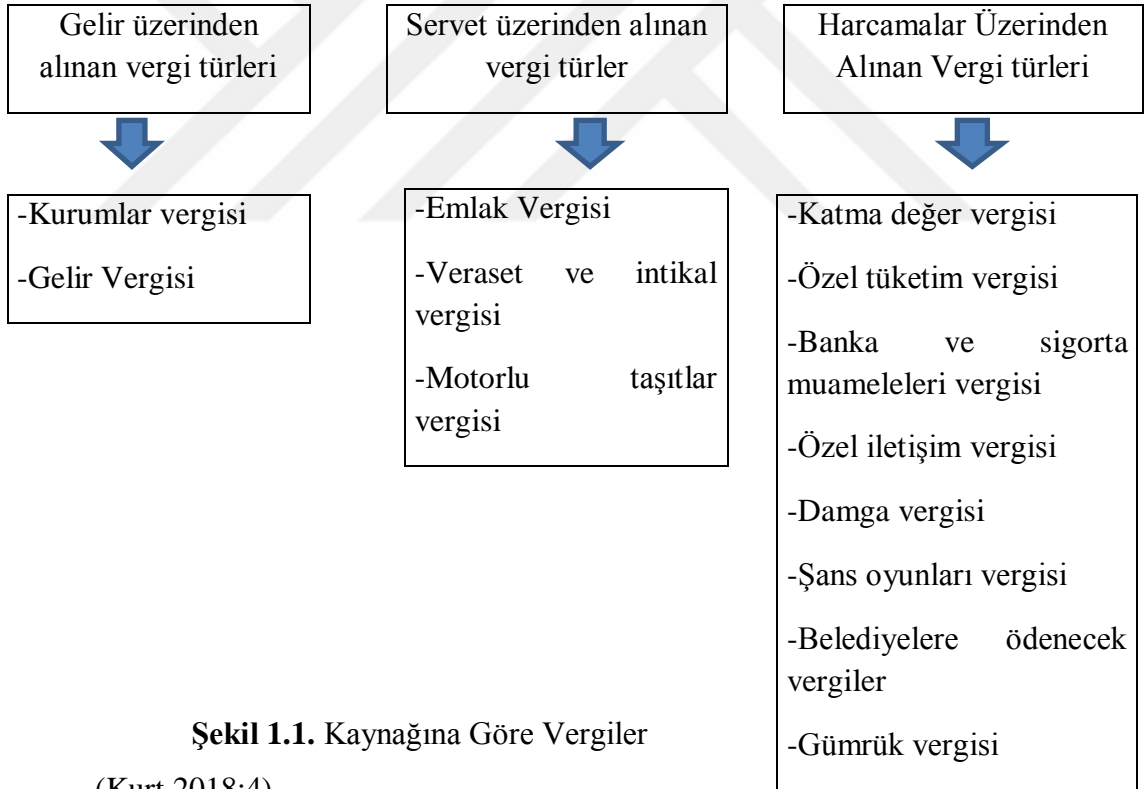 Gelir üzerinden
alınan vergi türleri
-Kurumlar vergisi
-Gelir Vergisi
Servet üzerinden alınan
vergi türler
-Emlak Vergisi
-Veraset ve intikal
vergisi
-Motorlu taşıtlar
vergisi
Harcamalar Üzerinden
Alınan Vergi türleri
-Katma değer vergisi
-Özel tüketim vergisi
-Banka ve sigorta
muameleleri vergisi
-Özel iletişim vergisi
-Damga vergisi
-Şans oyunları vergisi
-Belediyelere ödenecek
vergiler
-Gümrük vergisi
Şekil 1.1. Kaynağına Göre Vergiler
(Kurt 2018:4)